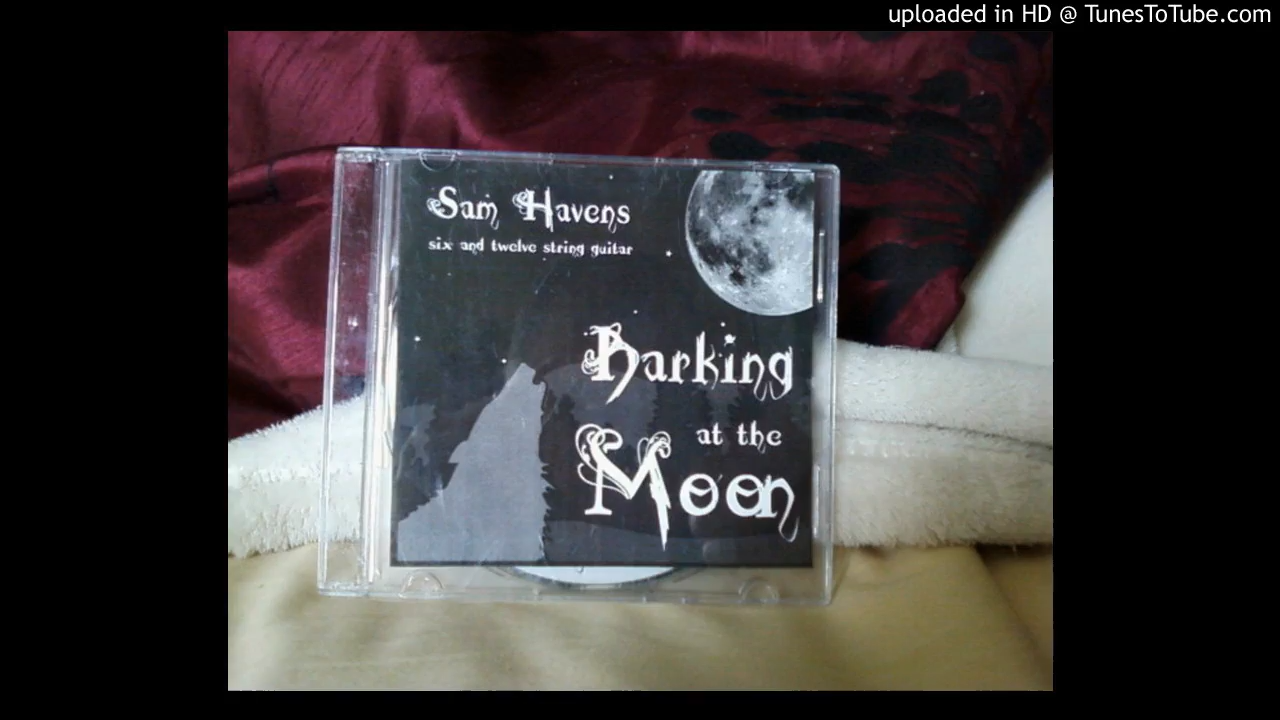 uploaded in HD @ TunesToTube.com
Sam Havens
six and twelve string guitar
Barking
at the
Moon